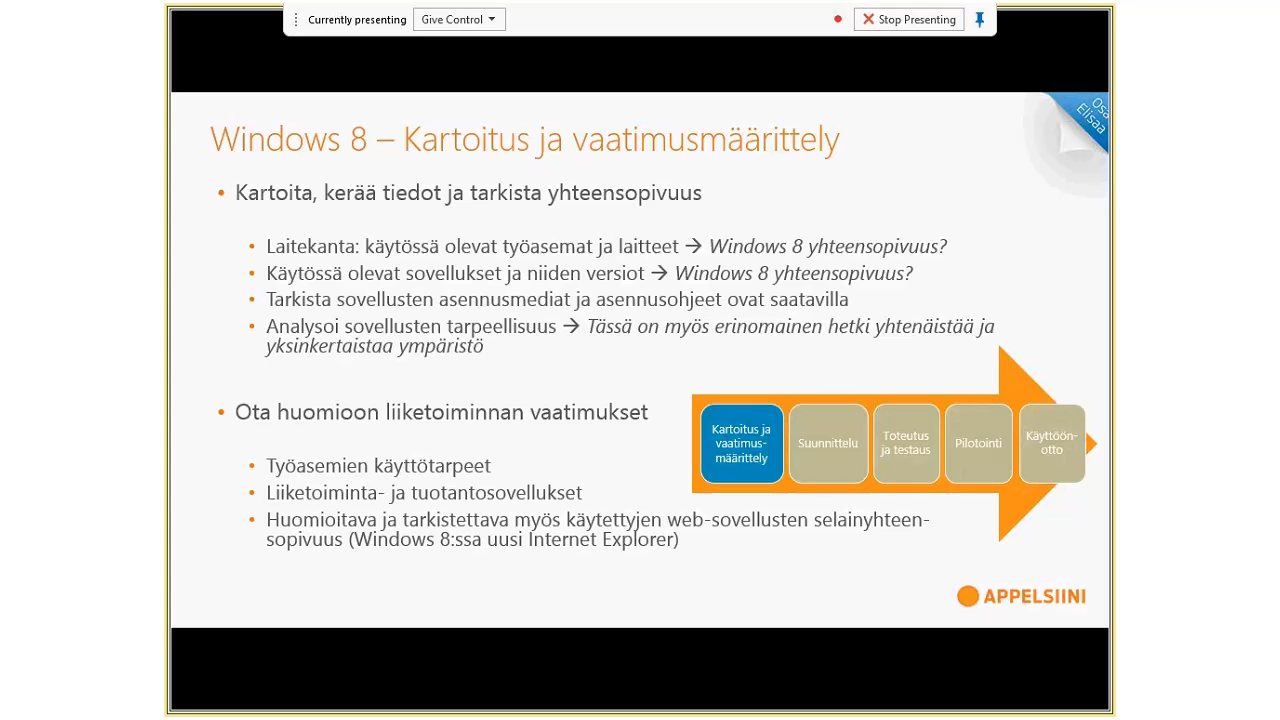 Currently presenting
Give Control
Stop Presenting
Osa
Elisaa
Windows 8 – Kartoitus ja vaatimusmäärittely
• Kartoita, kerää tiedot ja tarkista yhteensopivuus
• Laitekanta: käytössä olevat työasemat ja laitteet → Windows 8 yhteensopivuus?
• Käytössä olevat sovellukset ja niiden versiot → Windows 8 yhteensopivuus?
• Tarkista sovellusten asennusmediat ja asennusohjeet ovat saatavilla
• Analysoi sovellusten tarpeellisuus → Tässä on myös erinomainen hetki yhtenäistää ja
yksinkertaistaa ympäristö
• Ota huomioon liiketoiminnan vaatimukset
• Työasemien käyttötarpeet
• Liiketoiminta- ja tuotantosovellukset
• Huomioitava ja tarkistettava myös käytettyjen web-sovellusten selainyhteen-
sopivuus (Windows 8:ssa uusi Internet Explorer)
Kartoitus ja
vaatimus-
määrittely
Suunnittelu
Toteutus
ja testaus
Pilotointi
Käyttöön-
otto
APPELSIINI